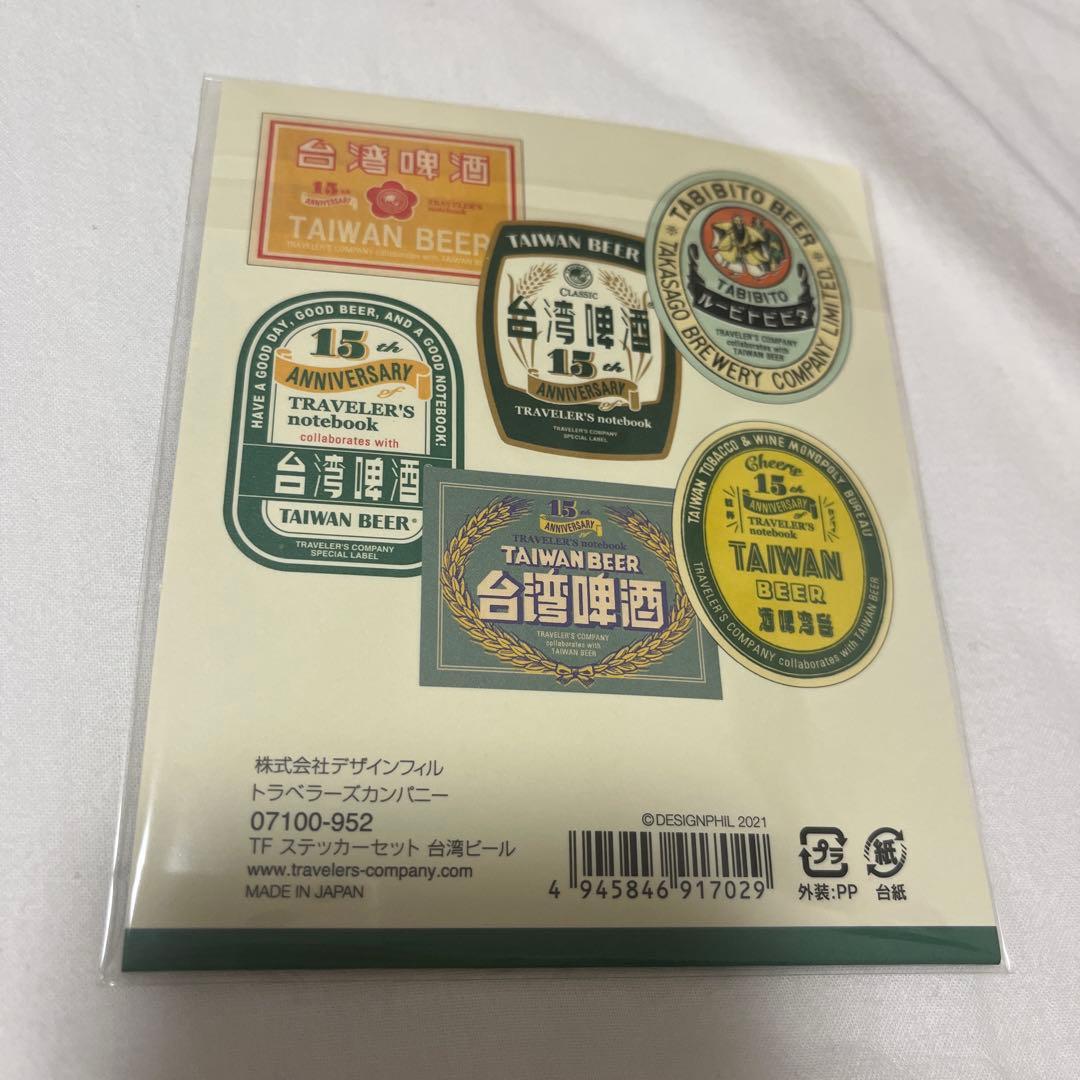 台湾啤酒
15th
ANNIVERSARY
TRAVELER'S
notebook
TAIWAN BEER
TRAVELER'S COMPANY collaborates with TAIWAN BEER
TAIWAN BEER
CLASSIC
台湾啤酒
15th
ANNIVERSARY
of
TRAVELER'S notebook
TRAVELER'S COMPANY
SPECIAL LABEL
TABIBITO BEER
TABIBITO
ルービトビビタ
TRAVELER'S COMPANY
collaborates with
TAIWAN BEER
TAKASAGO BREWERY COMPANY LIMITED.
HAVE A GOOD DAY, GOOD BEER, AND A GOOD NOTEBOOK!
15th
ANNIVERSARY
of
TRAVELER'S
notebook
collaborates with
台湾啤酒
TAIWAN BEER®
TRAVELER'S COMPANY
SPECIAL LABEL
15th
ANNIVERSARY
of
TRAVELER'S notebook
TAIWAN BEER
台湾啤酒
TRAVELER'S COMPANY
collaborates with
TAIWAN BEER
TAIWAN TOBACCO & WINE MONOPOLY BUREAU
Cheers
15th
ANNIVERSARY
of
TRAVELER'S
notebook
TAIWAN
BEER
酒啤湾台
TRAVELER'S COMPANY collaborates with TAIWAN BEER
株式会社デザインフィル
トラベラーズカンパニー
07100-952
TF ステッカーセット 台湾ビール
www.travelers-company.com
MADE IN JAPAN
©DESIGNPHIL 2021
4 945846 917029
プラ
外装:PP
紙
台紙